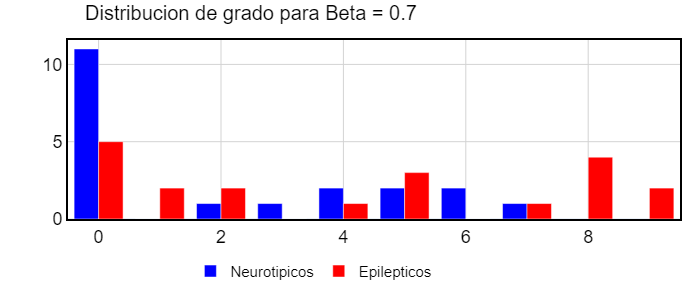 Distribucion de grado para Beta = 0.7
10
5
0
0 2 4 6 8
Neurotipicos Epilepticos